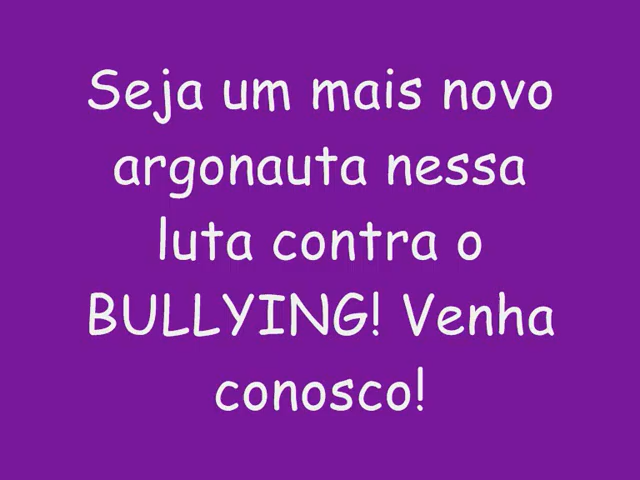 Seja um mais novo
argonauta nessa
luta contra o
BULLYING! Venha
conosco!